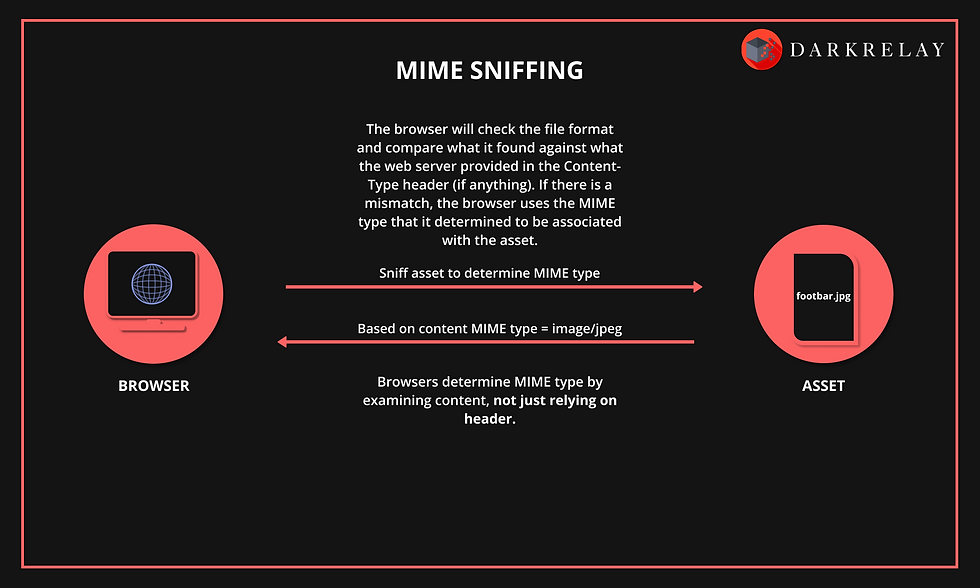 DARKRELAY
MIME SNIFFING
The browser will check the file format
and compare what it found against what
the web server provided in the Content-
Type header (if anything). If there is a
mismatch, the browser uses the MIME
type that it determined to be associated
with the asset.
Sniff asset to determine MIME type
footbar.jpg
Based on content MIME type = image/jpeg
BROWSER
ASSET
Browsers determine MIME type by
examining content, not just relying on
header.